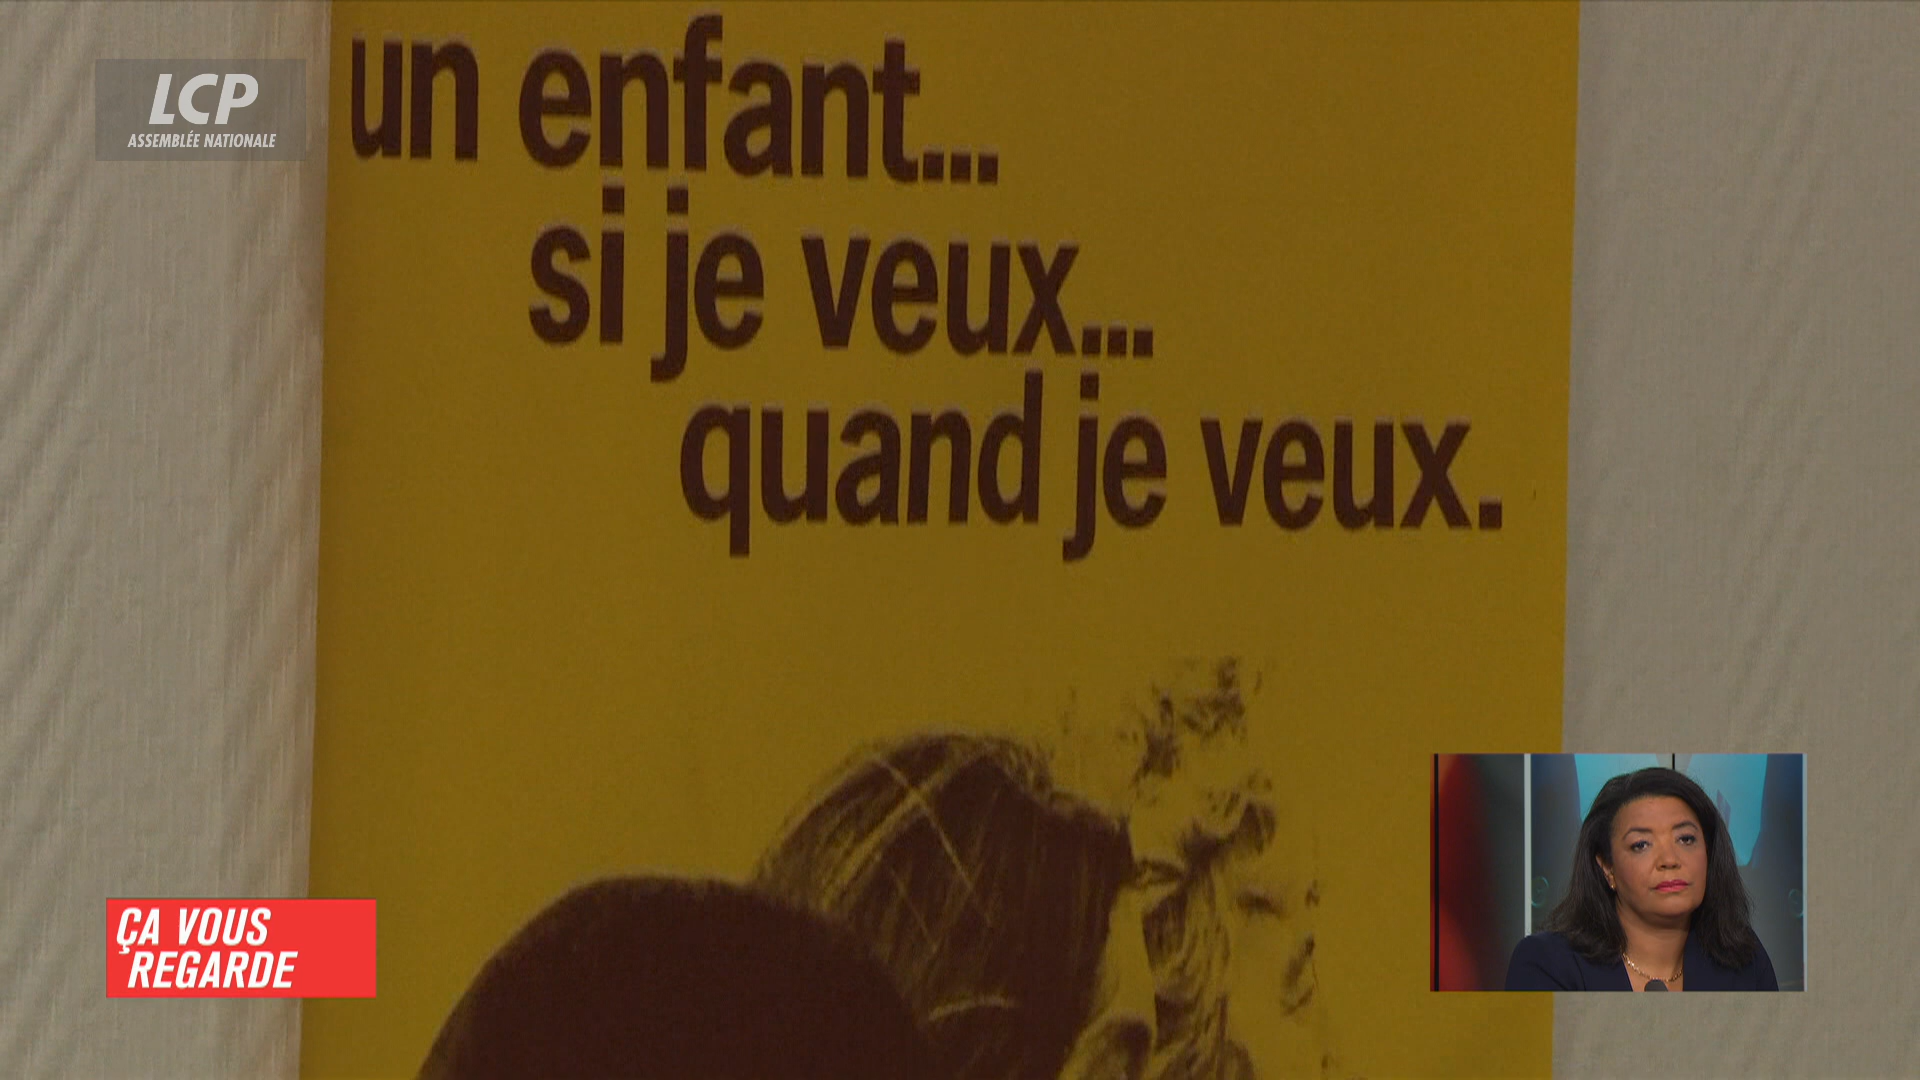 LCP
ASSEMBLÉE NATIONALE
un enfant...
si je veux...
quand je veux.
ÇA VOUS
REGARDE